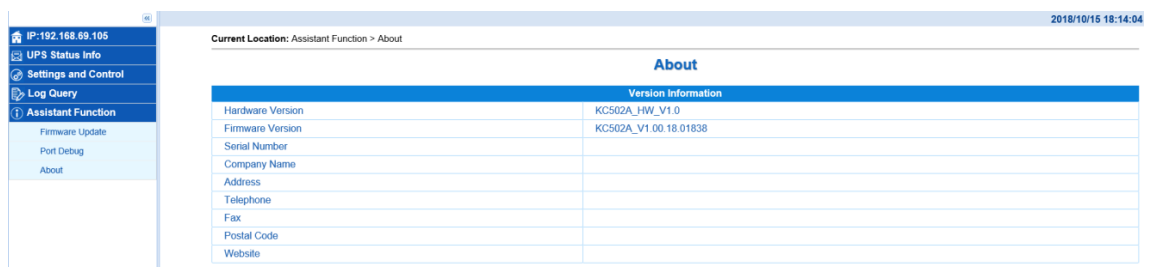 2018/10/15 18:14:04
IP:192.168.69.105
UPS Status Info
Settings and Control
Log Query
Assistant Function
Firmware Update
Port Debug
About
Current Location: Assistant Function > About
About
Version Information
Hardware Version KC502A_HW_V1.0
Firmware Version KC502A_V1.00.18.01838
Serial Number
Company Name
Address
Telephone
Fax
Postal Code
Website